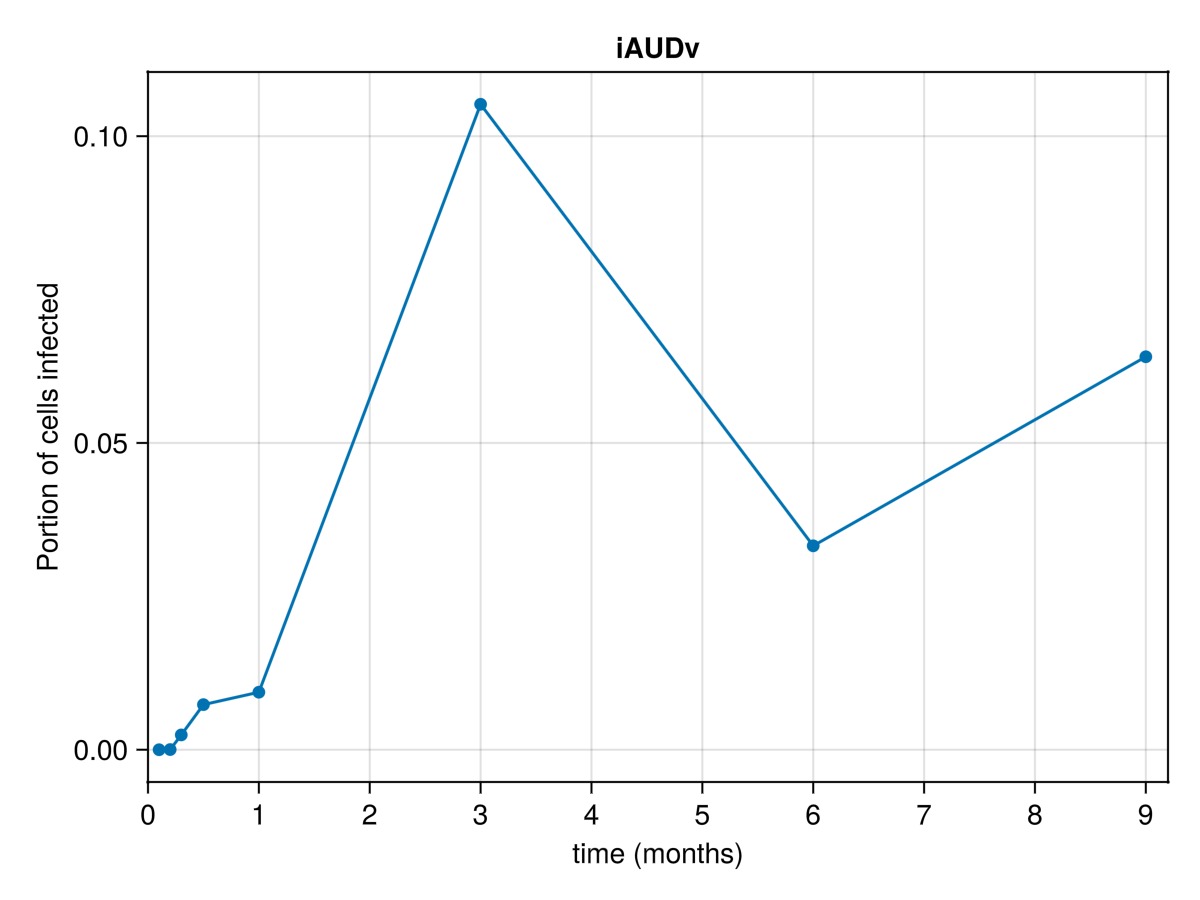 iAUDv
0.10
0.05
0.00
Portion of cells infected
0 1 2 3 4 5 6 7 8 9
time (months)